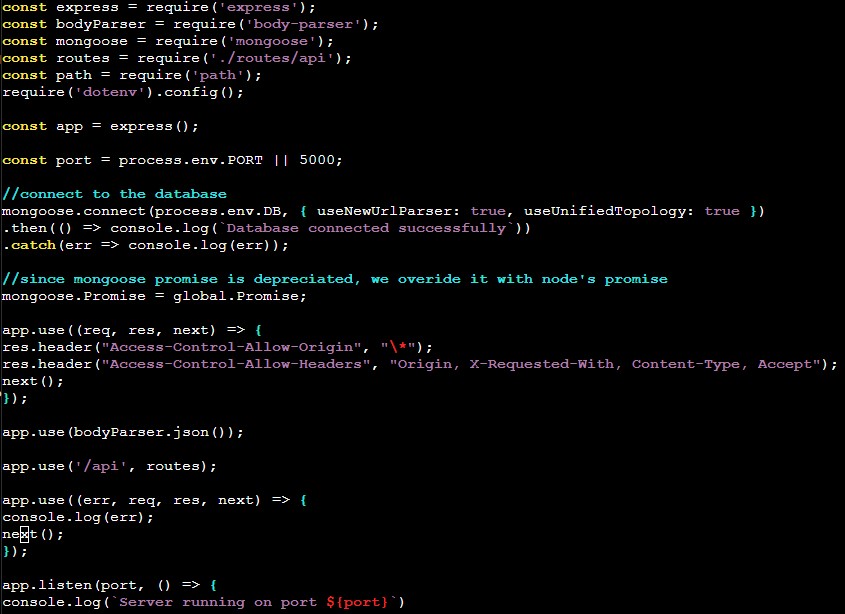 const express = require('express');
const bodyParser = require('body-parser');
const mongoose = require('mongoose');
const routes = require('./routes/api');
const path = require('path');
require('dotenv').config();
const app = express();
const port = process.env.PORT || 5000;
//connect to the database
mongoose.connect(process.env.DB, { useNewUrlParser: true, useUnifiedTopology: true })
.then(() => console.log(`Database connected successfully`))
.catch(err => console.log(err));
//since mongoose promise is depreciated, we overide it with node's promise
mongoose.Promise = global.Promise;
app.use((req, res, next) => {
res.header("Access-Control-Allow-Origin", "\*");
res.header("Access-Control-Allow-Headers", "Origin, X-Requested-With, Content-Type, Accept");
next();
});
app.use(bodyParser.json());
app.use('/api', routes);
app.use((err, req, res, next) => {
console.log(err);
next();
});
app.listen(port, () => {
console.log(`Server running on port ${port}`)